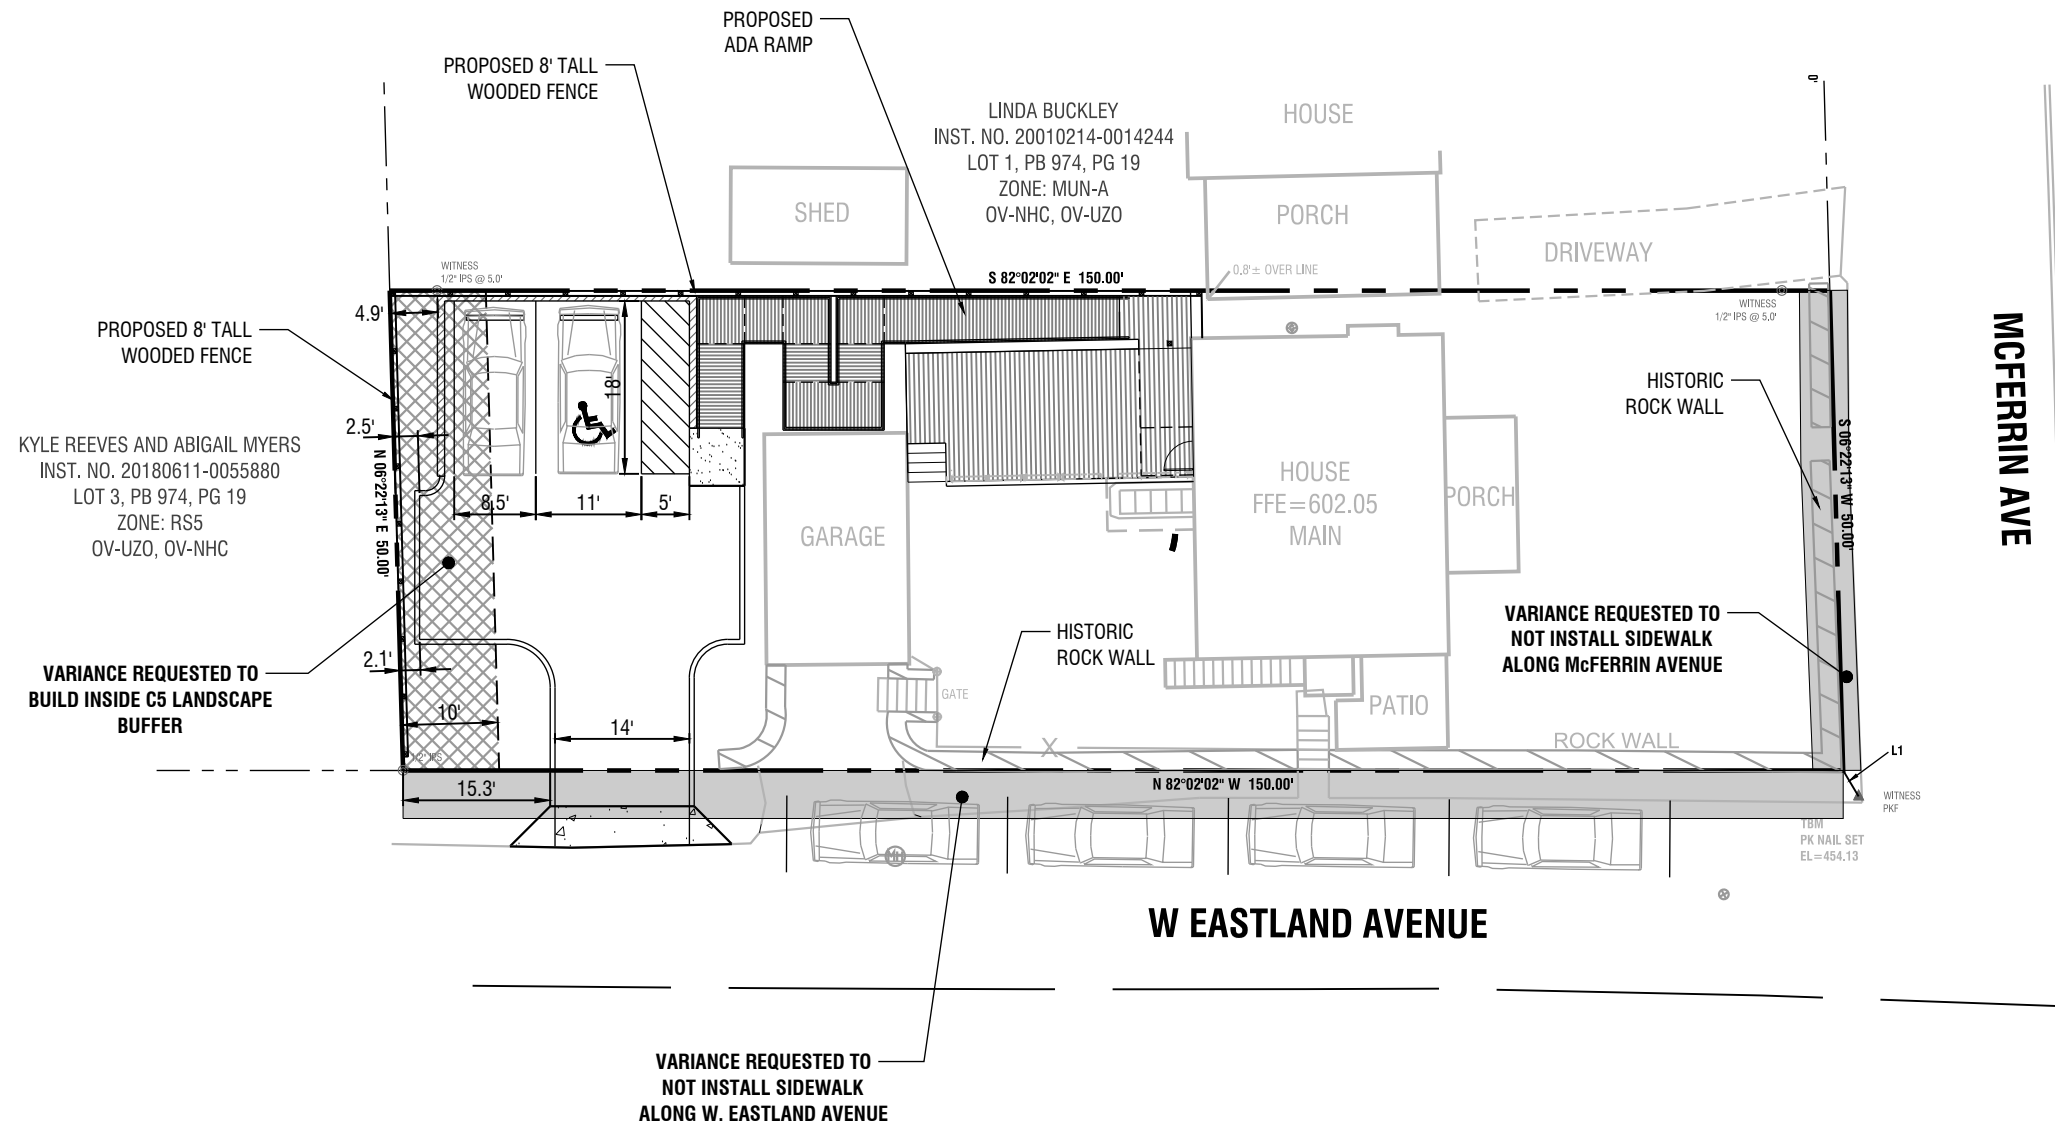 PROPOSED
ADA RAMP
PROPOSED 8' TALL
WOODED FENCE
LINDA BUCKLEY
INST. NO. 20010214-0014244
LOT 1, PB 974, PG 19
ZONE: MUN-A
OV-NHC, OV-UZO
HOUSE
SHED
PORCH
DRIVEWAY
0.8'± OVER LINE
WITNESS
1/2" IPS @ 5.0'
S 82°02'02" E 150.00'
WITNESS
1/2" IPS @ 5.0'
4.9'
PROPOSED 8' TALL
WOODED FENCE
MCFERRIN AVE
HISTORIC
ROCK WALL
18'
2.5'
KYLE REEVES AND ABIGAIL MYERS
INST. NO. 20180611-0055880
LOT 3, PB 974, PG 19
ZONE: RS5
OV-UZO, OV-NHC
N 06°22'13" E 50.00'
S 06°22'13" W 50.00'
8.5'
11'
5'
GARAGE
HOUSE
FFE=602.05
MAIN
PORCH
X
HISTORIC
ROCK WALL
VARIANCE REQUESTED TO
NOT INSTALL SIDEWALK
ALONG McFERRIN AVENUE
2.1'
VARIANCE REQUESTED TO
BUILD INSIDE C5 LANDSCAPE
BUFFER
10'
14'
GATE
PATIO
X
ROCK WALL
L1
1/2" IPS
15.3'
N 82°02'02" W 150.00'
WITNESS
PKF
TBM
PK NAIL SET
EL=454.13
MH
W EASTLAND AVENUE
VARIANCE REQUESTED TO
NOT INSTALL SIDEWALK
ALONG W. EASTLAND AVENUE